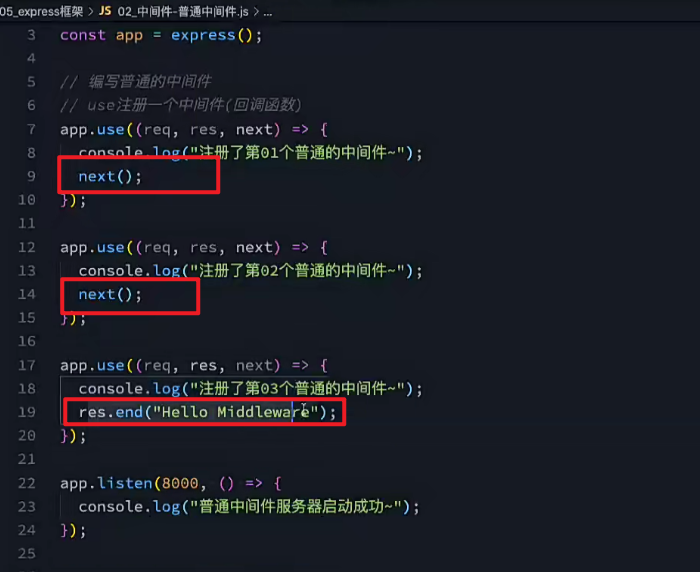 05_express框架 > JS 02_中间件-普通中间件.js > ...
3 const app = express();
4
5 // 编写普通的中间件
6 // use注册一个中间件(回调函数)
7 app.use((req, res, next) => {
8 console.log("注册了第01个普通的中间件~");
9 next();
10 });
11
12 app.use((req, res, next) => {
13 console.log("注册了第02个普通的中间件~");
14 next();
15 });
16
17 app.use((req, res, next) => {
18 console.log("注册了第03个普通的中间件~");
19 res.end("Hello Middleware");
20 });
21
22 app.listen(8000, () => {
23 console.log("普通中间件服务器启动成功~");
24 });
25